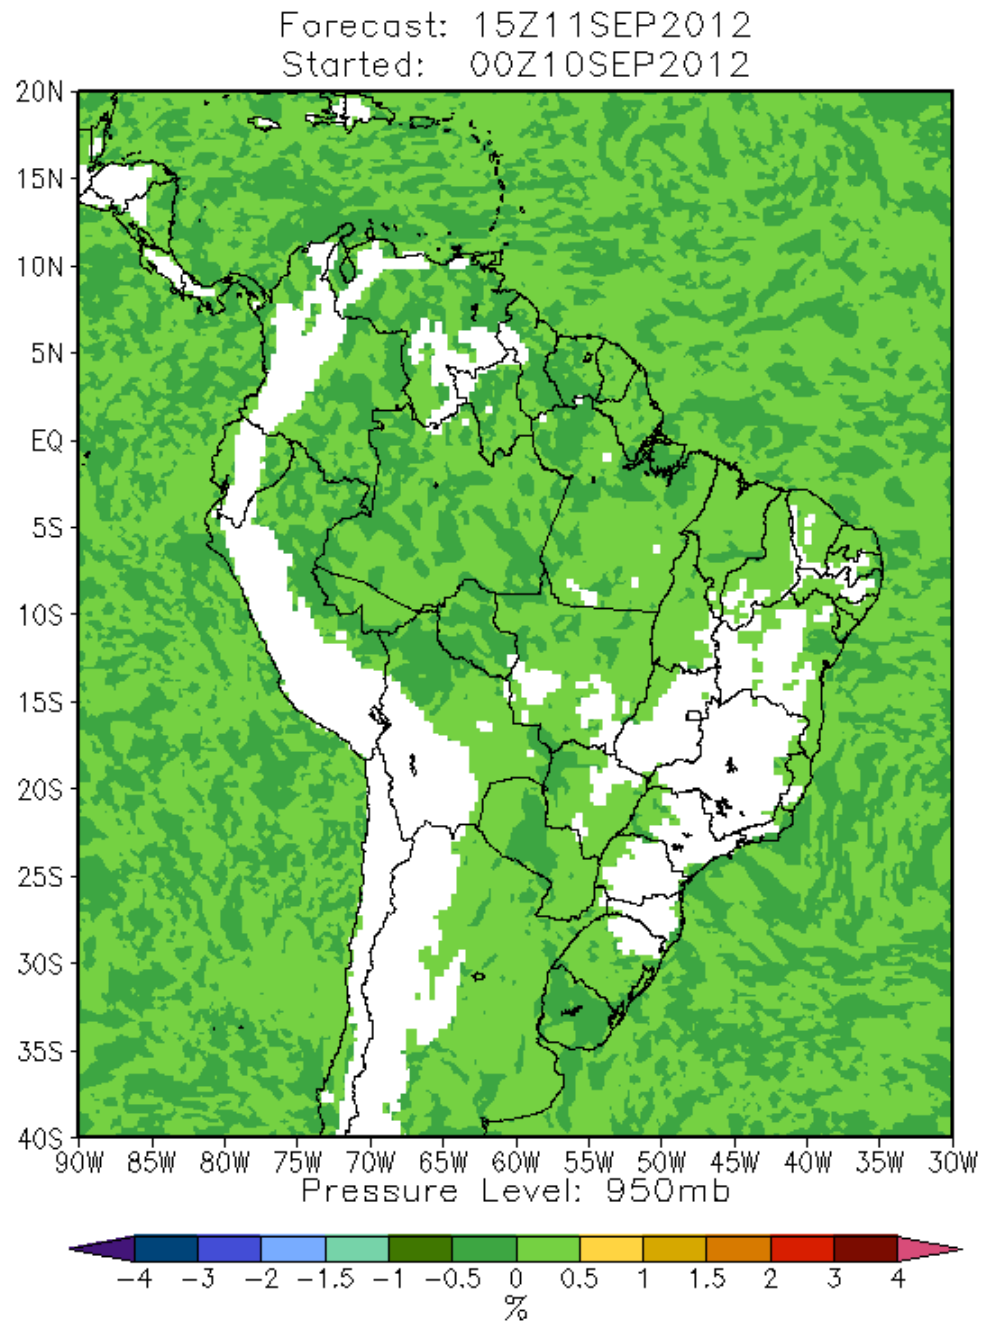 Forecast: 15Z11SEP2012
Started: 00Z10SEP2012
20N
15N
10N
5N
EQ
5S
10S
15S
20S
25S
30S
35S
40S
90W 85W 80W 75W 70W 65W 60W 55W 50W 45W 40W 35W 30W
Pressure Level: 950mb
-4 -3 -2 -1.5 -1 -0.5 0 0.5 1 1.5 2 3 4
%